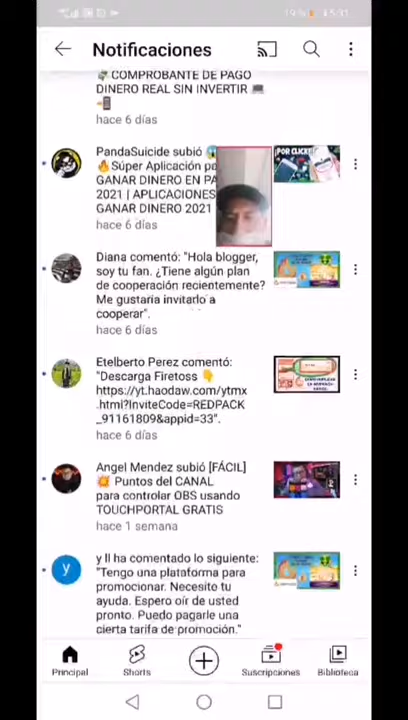 19 %
Notificaciones
COMPROBANTE DE PAGO
DINERO REAL SIN INVERTIR
hace 6 días
PandaSuicide subió
Súper Aplicación
GANAR DINERO EN
2021 | APLICACIONES
GANAR DINERO 2021
hace 6 días
¡POR CLICK!
Diana comentó: "Hola blogger,
soy tu fan. ¿Tiene algún plan
de cooperación recientemente?
Me gustaría invitarlo a
cooperar".
hace 6 días
Etelberto Perez comentó:
"Descarga Firetoss 👇
https://yt.haodaw.com/ytmx
.html?InviteCode=REDPACK
_91161809&appid=33".
hace 6 días
Angel Mendez subió [FÁCIL]
💥 Puntos del CANAL
para controlar OBS usando
TOUCHPORTAL GRATIS
hace 1 semana
y
y ll ha comentado lo siguiente:
"Tengo una plataforma para
promocionar. Necesito tu
ayuda. Espero oír de usted
pronto. Puedo pagarle una
cierta tarifa de promoción."
Principal
Shorts
Suscripciones
Biblioteca